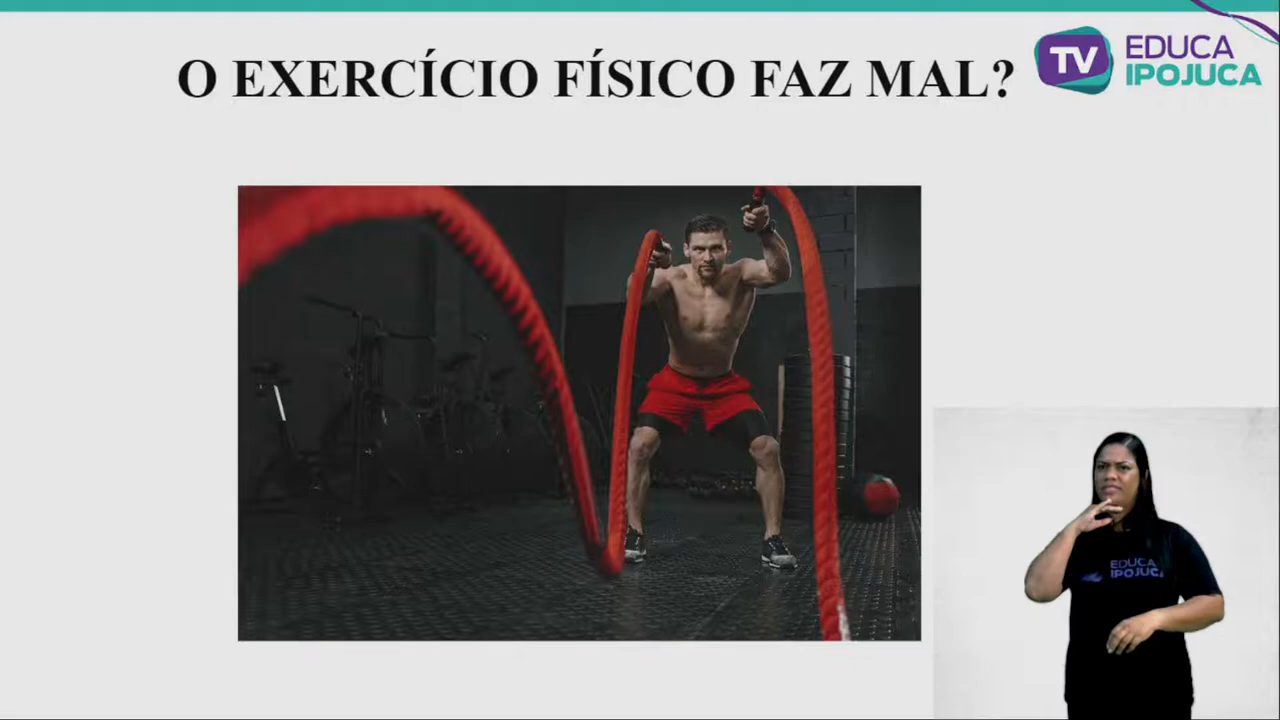 O EXERCÍCIO FÍSICO FAZ MAL?
TV EDUCA
IPOJUCA
EDUCA
IPOJUCA